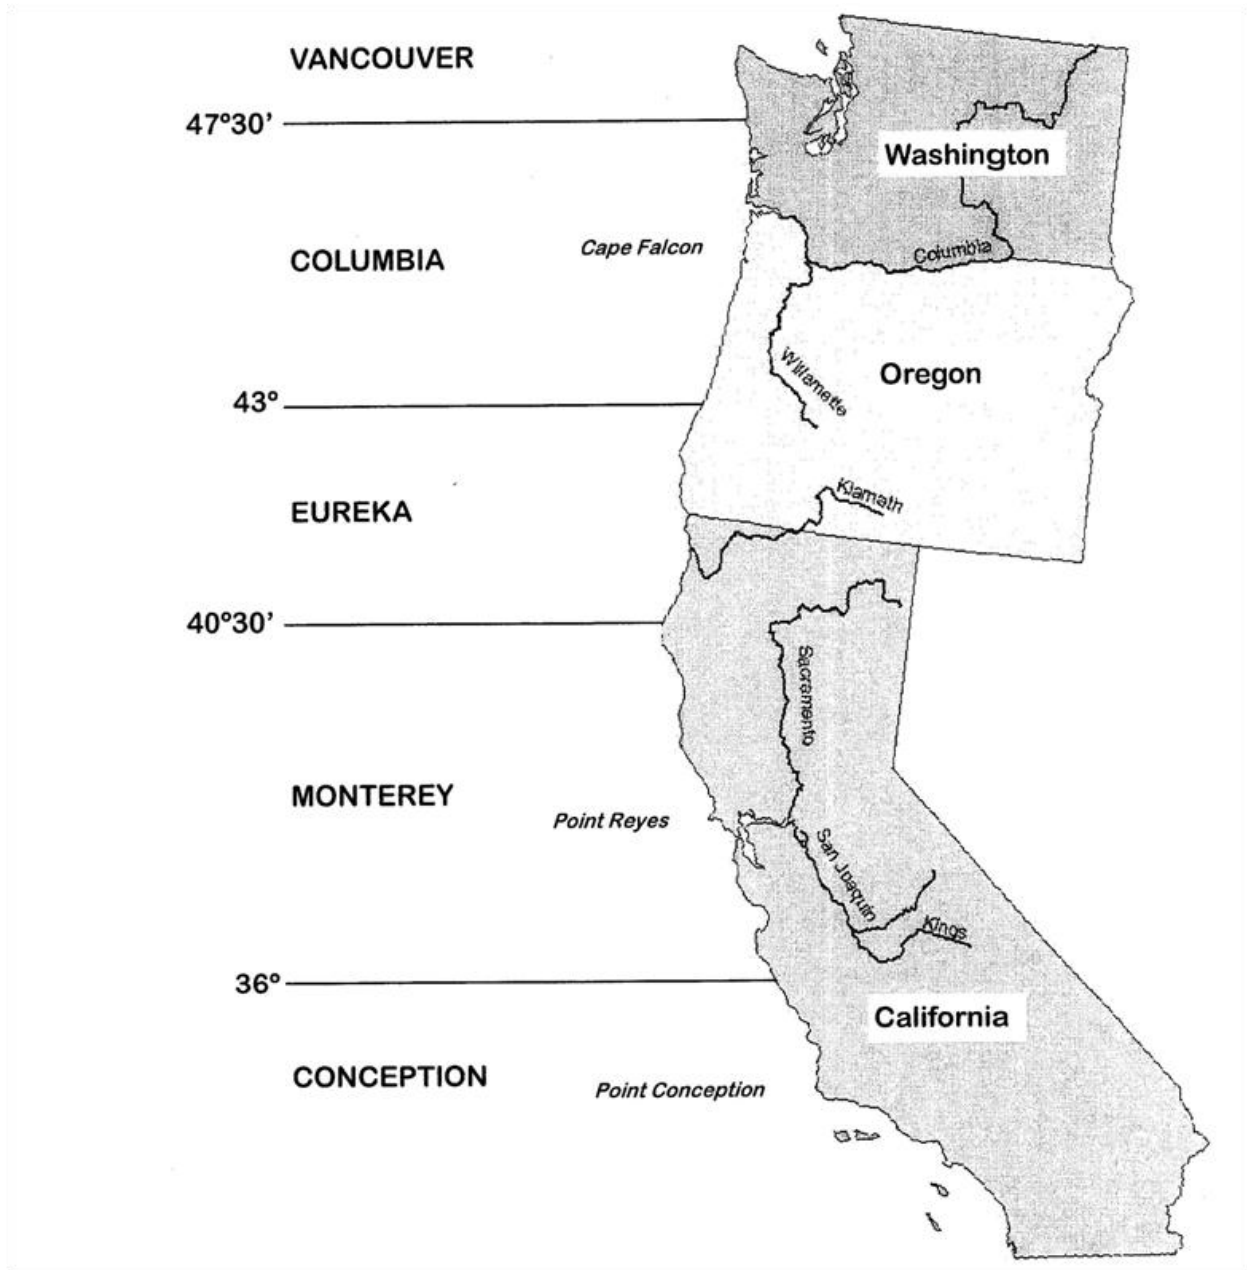 VANCOUVER
47°30’
Washington
COLUMBIA
Cape Falcon
Columbia
Willamette
Oregon
43°
Klamath
EUREKA
40°30’
Sacramento
MONTEREY
Point Reyes
San Joaquin
Kings
36°
California
CONCEPTION
Point Conception